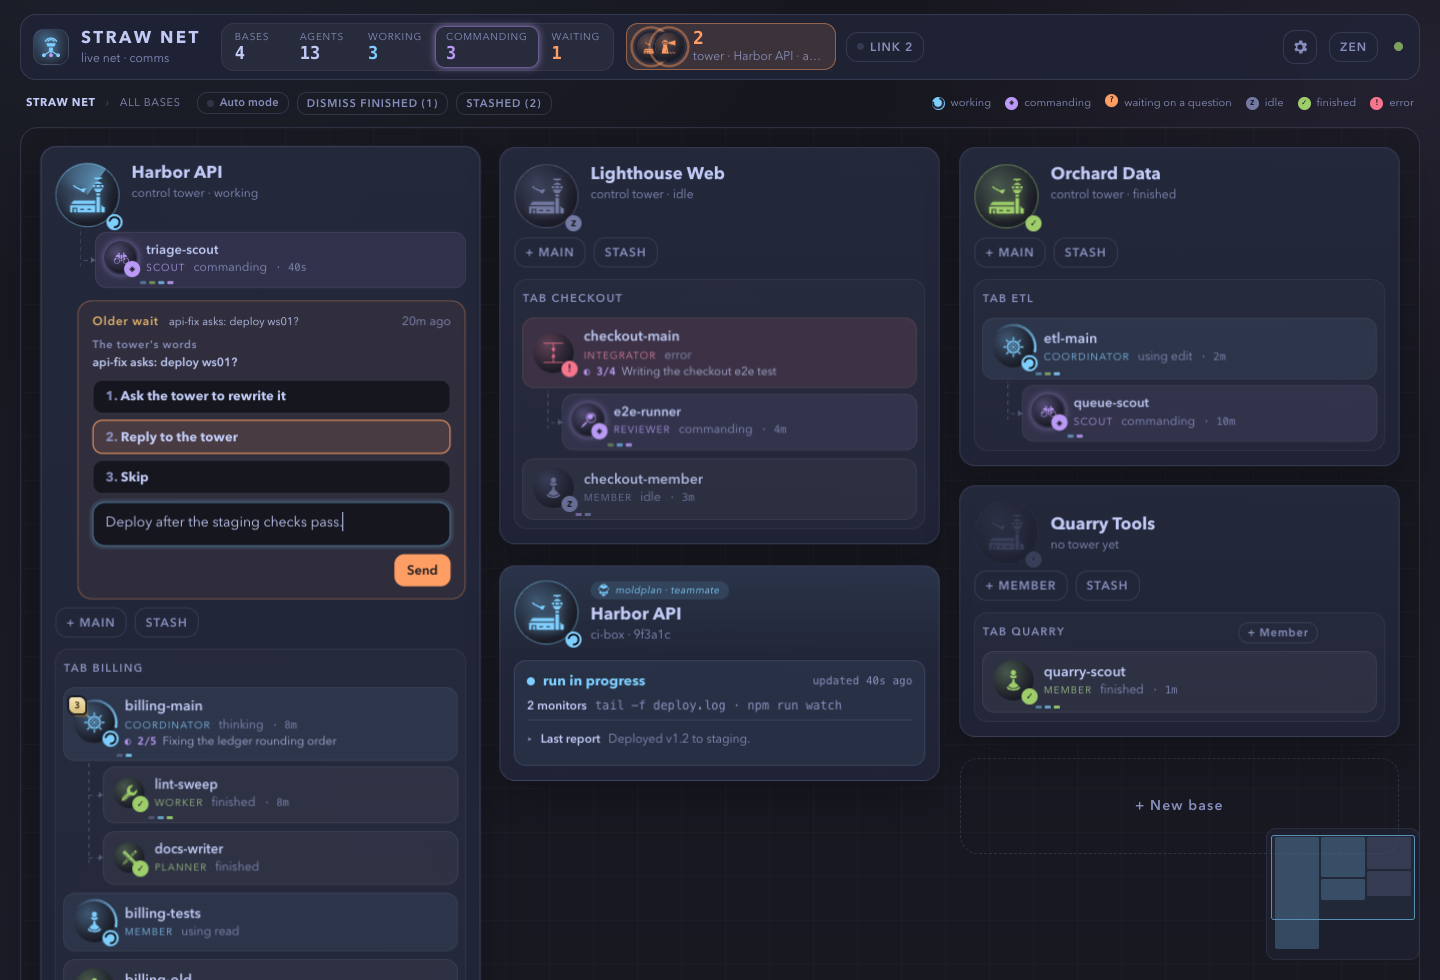 STRAW NET
live net · comms
BASES
4
AGENTS
13
WORKING
3
COMMANDING
3
WAITING
1
2
tower · Harbor API · a…
LINK 2
ZEN
STRAW NET › ALL BASES
Auto mode
DISMISS FINISHED (1)
STASHED (2)
working
commanding
waiting on a question
idle
finished
error
Harbor API
control tower · working
triage-scout
SCOUT commanding · 40s
Older wait api-fix asks: deploy ws01? 20m ago
The tower's words
api-fix asks: deploy ws01?
1. Ask the tower to rewrite it
2. Reply to the tower
3. Skip
Deploy after the staging checks pass.
Send
+ MAIN
STASH
TAB BILLING
3
billing-main
COORDINATOR thinking · 8m
2/5 Fixing the ledger rounding order
lint-sweep
WORKER finished · 8m
docs-writer
PLANNER finished
billing-tests
MEMBER using read
billing-old
Lighthouse Web
control tower · idle
+ MAIN
STASH
TAB CHECKOUT
checkout-main
INTEGRATOR error
3/4 Writing the checkout e2e test
e2e-runner
REVIEWER commanding · 4m
checkout-member
MEMBER idle · 3m
moldplan · teammate
Harbor API
ci-box · 9f3a1c
run in progress updated 40s ago
2 monitors tail -f deploy.log · npm run watch
Last report Deployed v1.2 to staging.
Orchard Data
control tower · finished
+ MAIN
STASH
TAB ETL
etl-main
COORDINATOR using edit · 2m
queue-scout
SCOUT commanding · 10m
Quarry Tools
no tower yet
+ MEMBER
STASH
TAB QUARRY
+ Member
quarry-scout
MEMBER finished · 1m
+ New base